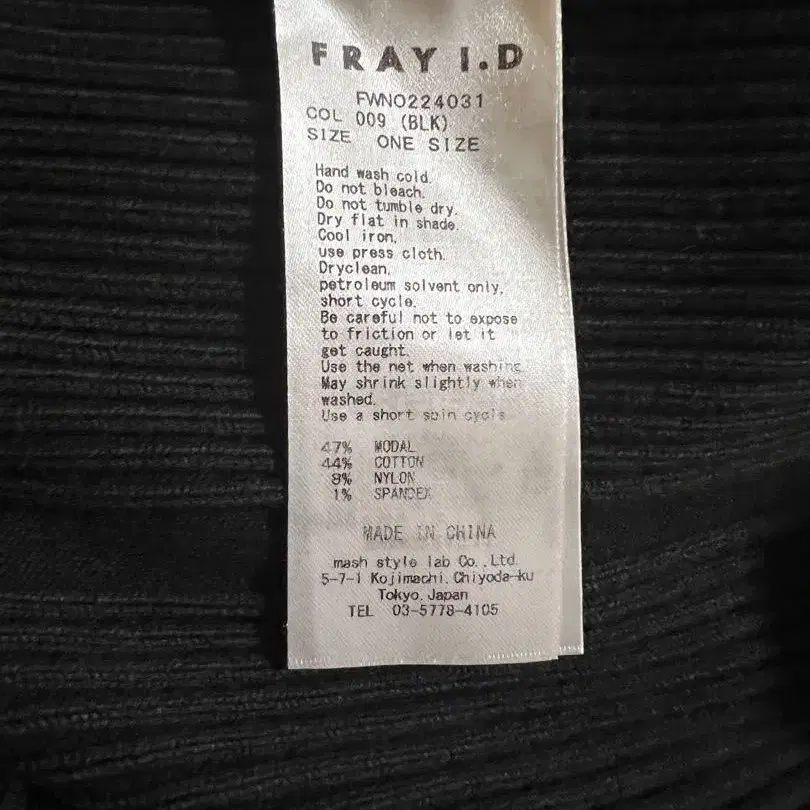 FRAY I.D
FWNO224031
COL 009 (BLK)
SIZE ONE SIZE
Hand wash cold.
Do not bleach.
Do not tumble dry.
Dry flat in shade.
Cool iron,
use press cloth.
Dryclean,
petroleum solvent only,
short cycle.
Be careful not to expose
to friction or let it
get caught.
Use the net when washing
May shrink slightly when
washed.
Use a short spin cycle
47% MODAL
44% COTTON
8% NYLON
1% SPANDEX
MADE IN CHINA
mash style lab Co.,Ltd.
5-7-1 Kojimachi, Chiyoda-ku
Tokyo, Japan
TEL 03-5778-4105